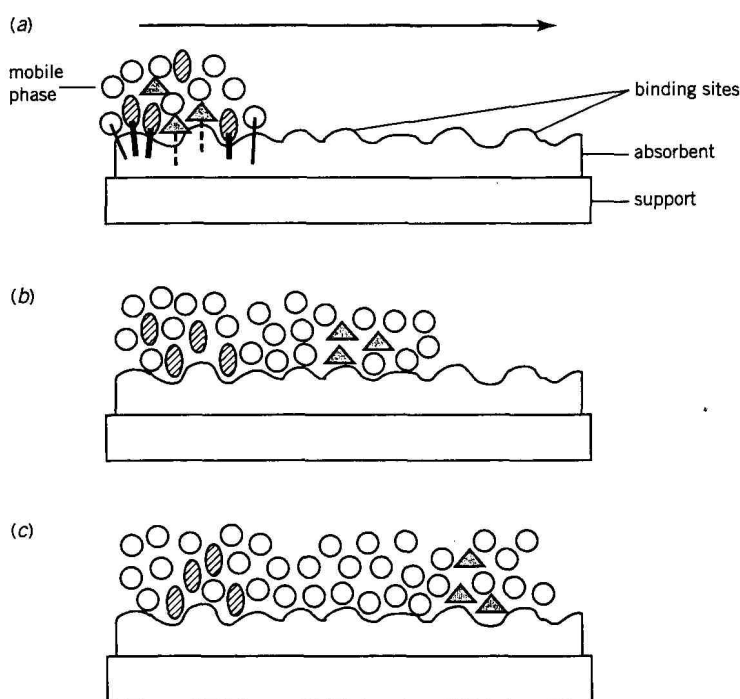 (a)
mobile
phase
binding sites
absorbent
support
(b)
(c)